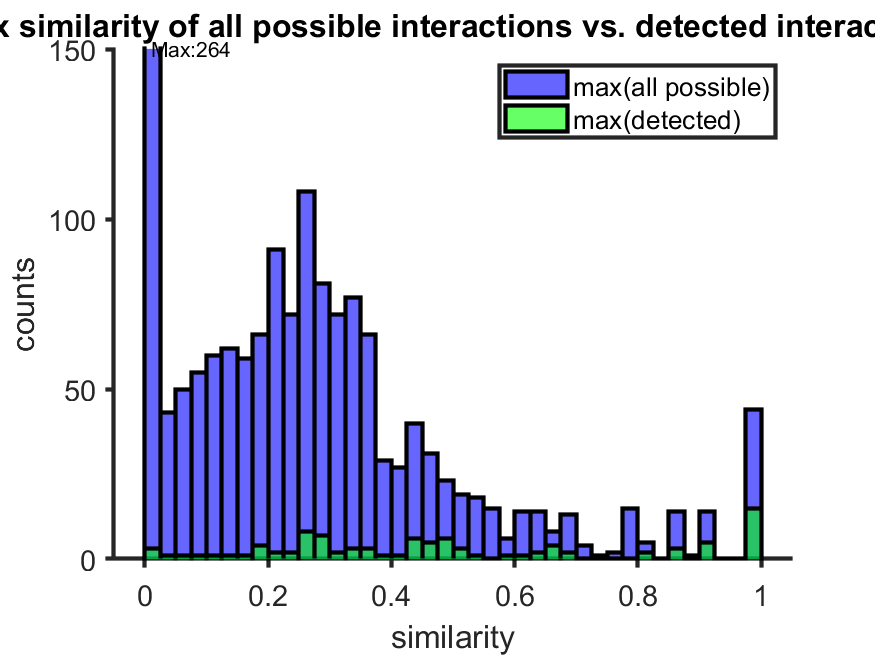 x similarity of all possible interactions vs. detected interac
Max:264
max(all possible)
max(detected)
150
100
50
0
counts
0 0.2 0.4 0.6 0.8 1
similarity